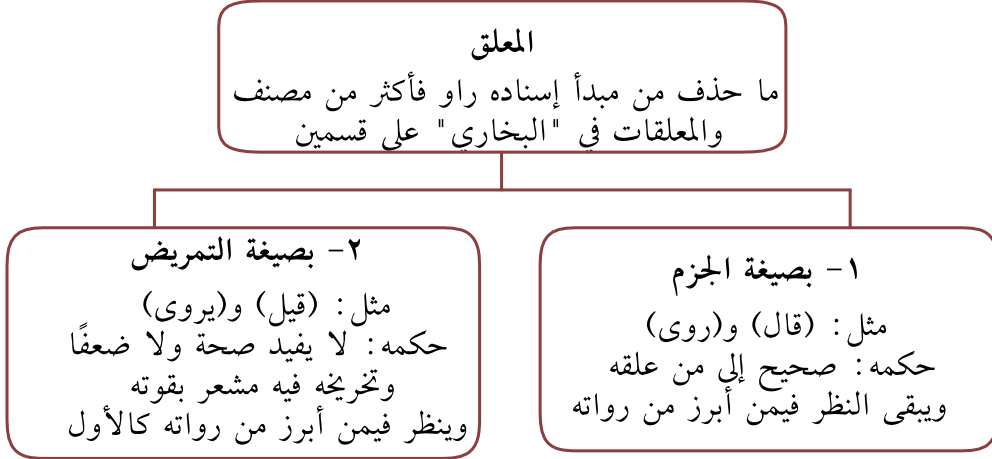 المعلق
ما حذف من مبدأ إسناده راو فأكثر من مصنف
والمعلقات في "البخاري" على قسمين
١- بصيغة الجزم
مثل: (قال) و(روى)
حكمه: صحيح إلى من علقه
ويبقى النظر فيمن أبرز من رواته
٢- بصيغة التمريض
مثل: (قيل) و(يروى)
حكمه: لا يفيد صحة ولا ضعفًا
وتخريخه فيه مشعر بقوته
وينظر فيمن أبرز من رواته كالأول